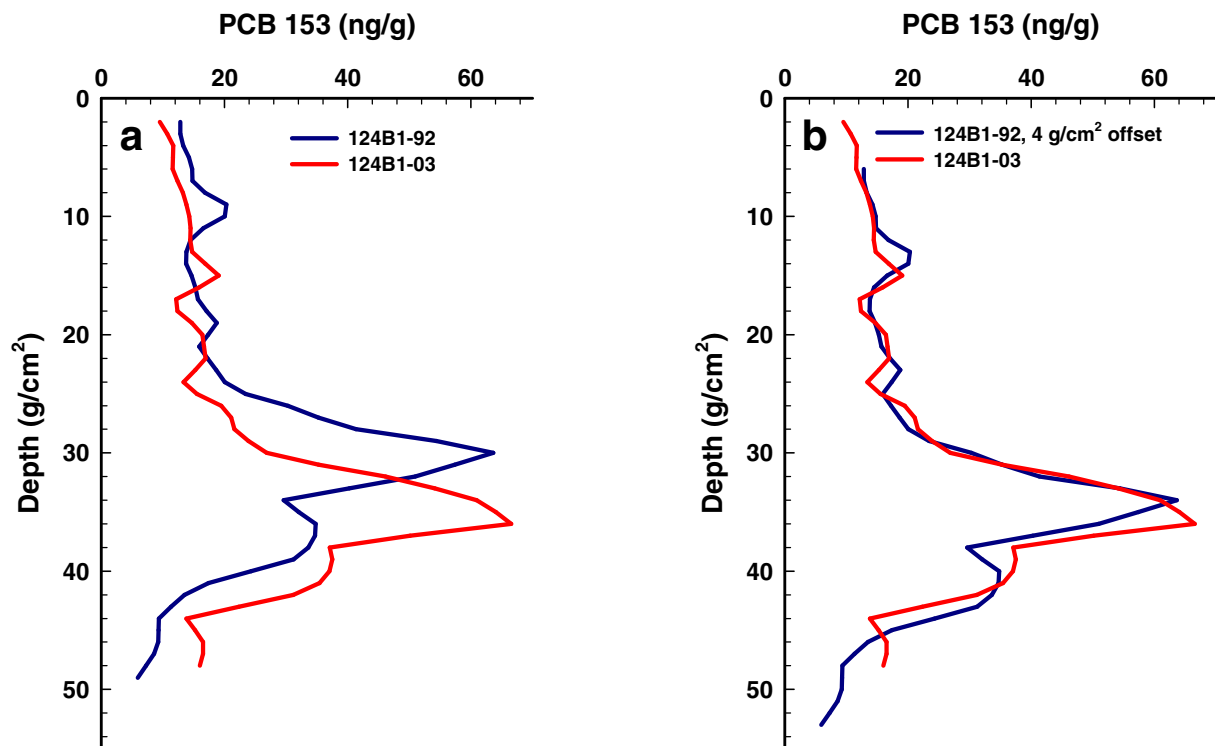 PCB 153 (ng/g)
0 20 40 60
0
10
20
30
40
50
Depth (g/cm²)
a
124B1-92
124B1-03
PCB 153 (ng/g)
0 20 40 60
0
10
20
30
40
50
Depth (g/cm²)
b
124B1-92, 4 g/cm² offset
124B1-03